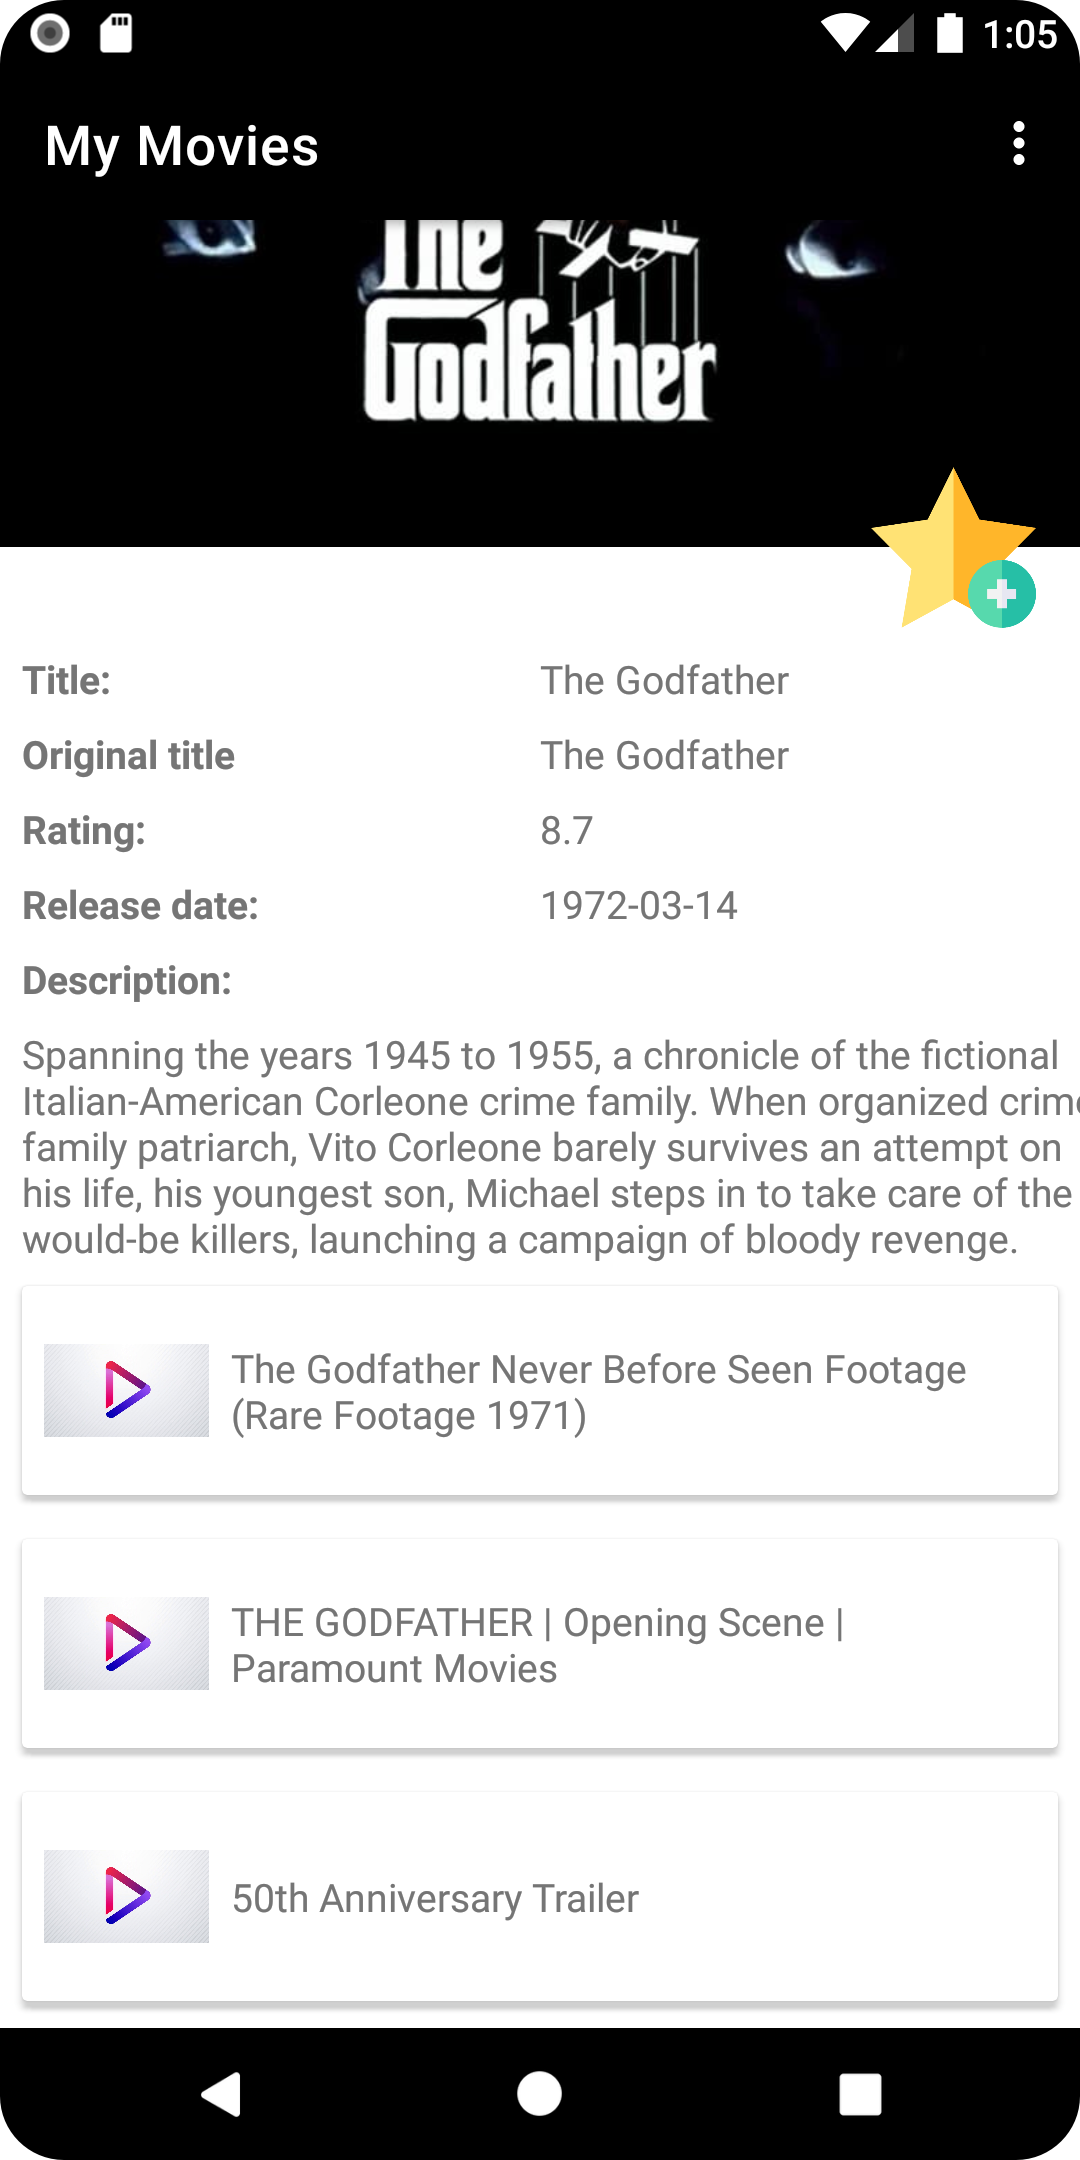 1:05
My Movies
The
Godfather
Title: The Godfather
Original title The Godfather
Rating: 8.7
Release date: 1972-03-14
Description:
Spanning the years 1945 to 1955, a chronicle of the fictional
Italian-American Corleone crime family. When organized crime
family patriarch, Vito Corleone barely survives an attempt on
his life, his youngest son, Michael steps in to take care of the
would-be killers, launching a campaign of bloody revenge.
The Godfather Never Before Seen Footage
(Rare Footage 1971)
THE GODFATHER | Opening Scene |
Paramount Movies
50th Anniversary Trailer